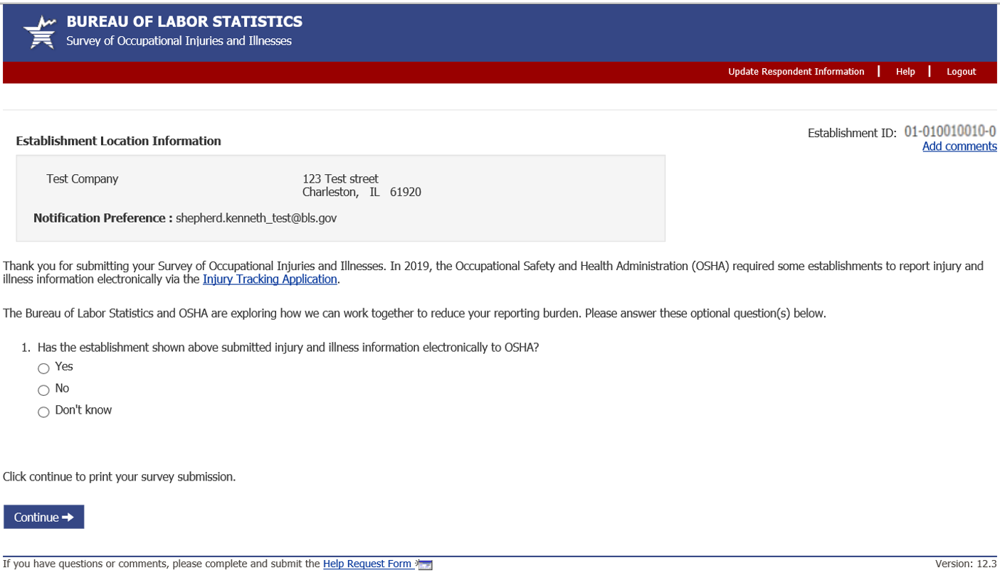 BUREAU OF LABOR STATISTICS
Survey of Occupational Injuries and Illnesses
Update Respondent Information | Help | Logout
Establishment ID: 01-010010010-0
Add comments
Establishment Location Information
Test Company 123 Test street
Charleston, IL 61920
Notification Preference : shepherd.kenneth_test@bls.gov
Thank you for submitting your Survey of Occupational Injuries and Illnesses. In 2019, the Occupational Safety and Health Administration (OSHA) required some establishments to report injury and
illness information electronically via the Injury Tracking Application.
The Bureau of Labor Statistics and OSHA are exploring how we can work together to reduce your reporting burden. Please answer these optional question(s) below.
1. Has the establishment shown above submitted injury and illness information electronically to OSHA?
Yes
No
Don't know
Click continue to print your survey submission.
Continue
If you have questions or comments, please complete and submit the Help Request Form Version: 12.3